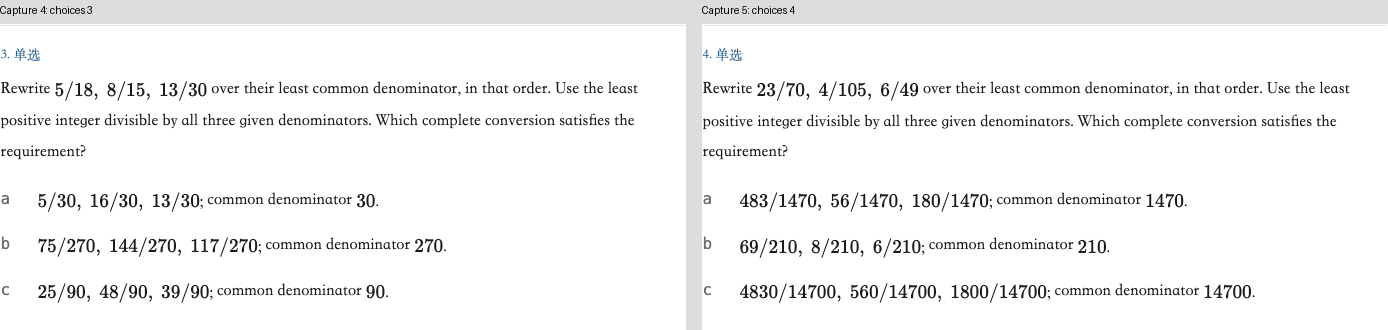 Capture 4: choices 3
3. 单选
Rewrite 5/18, 8/15, 13/30 over their least common denominator, in that order. Use the least
positive integer divisible by all three given denominators. Which complete conversion satisfies the
requirement?
a 5/30, 16/30, 13/30; common denominator 30.
b 75/270, 144/270, 117/270; common denominator 270.
c 25/90, 48/90, 39/90; common denominator 90.
Capture 5: choices 4
4. 单选
Rewrite 23/70, 4/105, 6/49 over their least common denominator, in that order. Use the least
positive integer divisible by all three given denominators. Which complete conversion satisfies the
requirement?
a 483/1470, 56/1470, 180/1470; common denominator 1470.
b 69/210, 8/210, 6/210; common denominator 210.
c 4830/14700, 560/14700, 1800/14700; common denominator 14700.